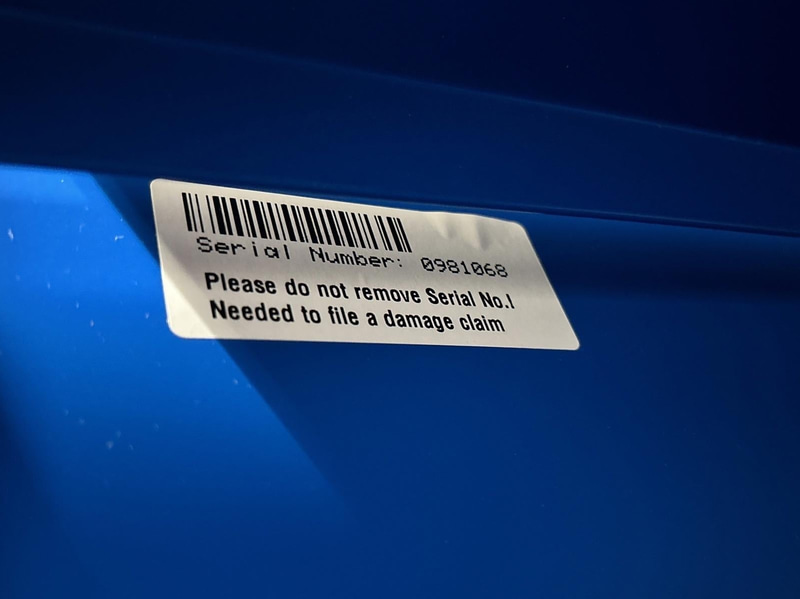 Serial Number: 0981068
Please do not remove Serial No.!
Needed to file a damage claim